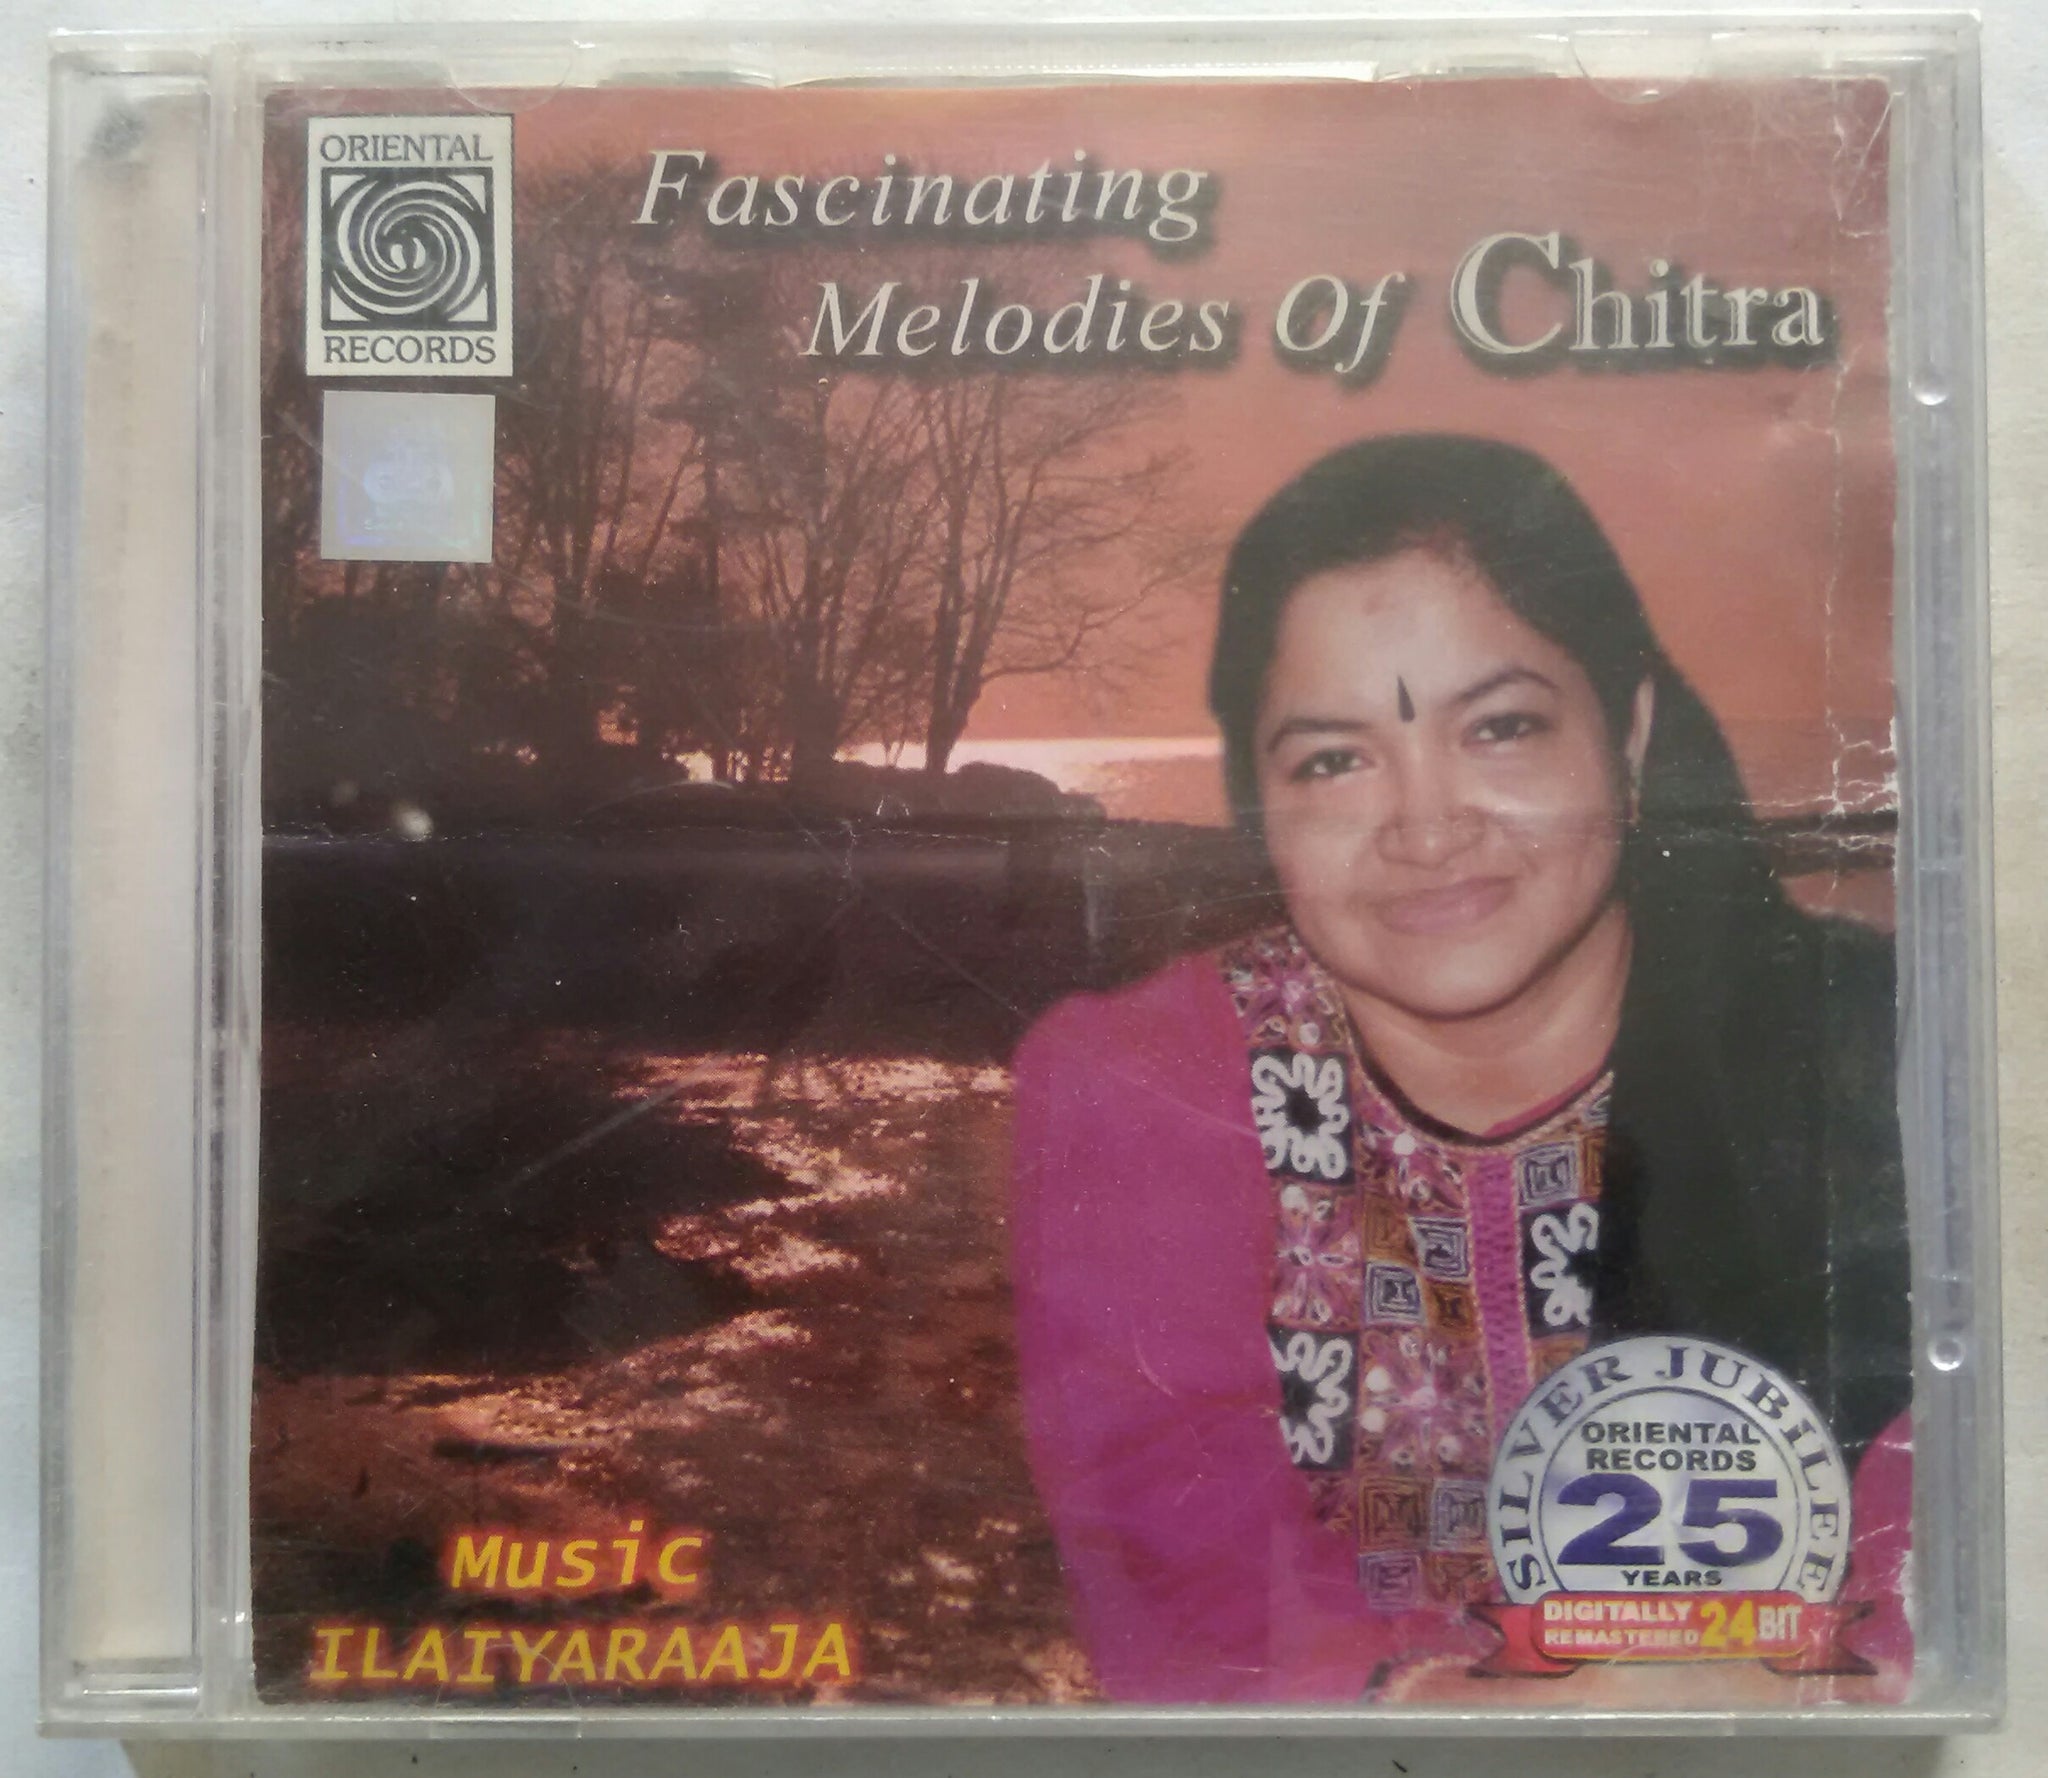 ORIENTAL
RECORDS
Fascinating
Melodies Of Chitra
Music
ILAIYARAAJA
SILVER JUBILEE
ORIENTAL
RECORDS
25
YEARS
DIGITALLY
REMASTERED 24 BIT